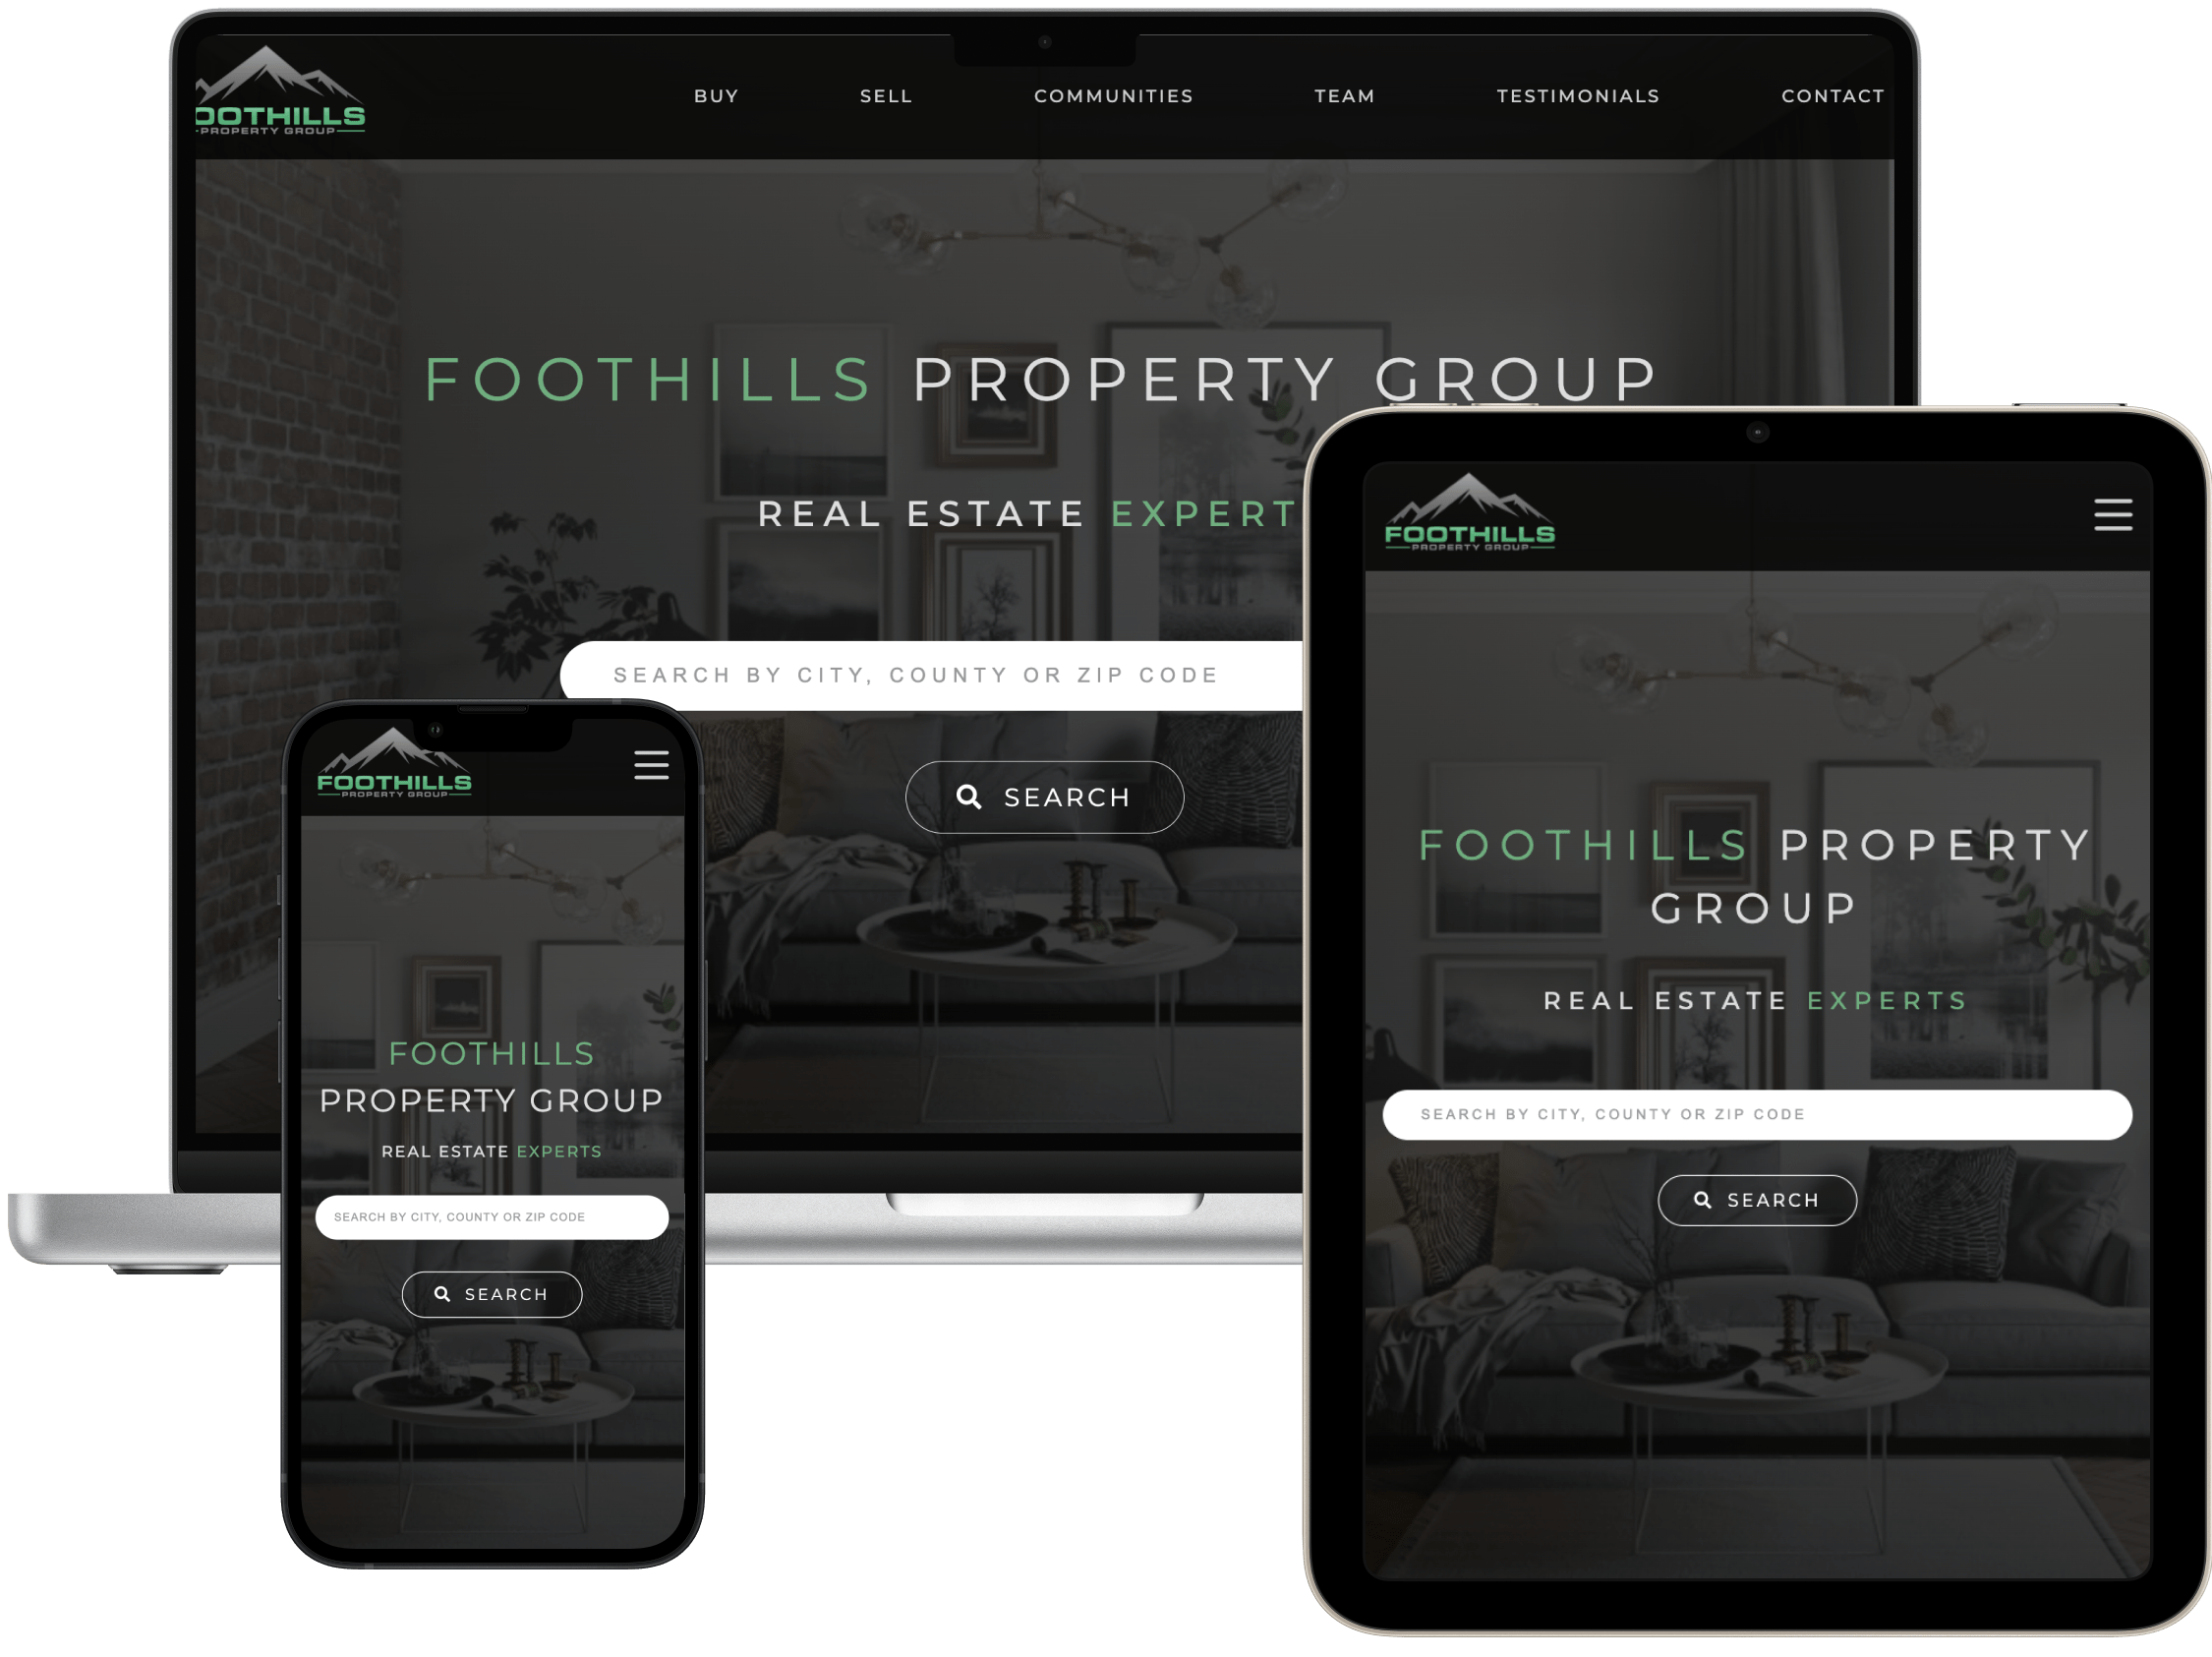 OOTHILLS
PROPERTY GROUP
BUY SELL COMMUNITIES TEAM TESTIMONIALS CONTACT
FOOTHILLS PROPERTY GROUP
REAL ESTATE EXPERT
SEARCH BY CITY, COUNTY OR ZIP CODE
SEARCH
FOOTHILLS
PROPERTY GROUP
FOOTHILLS
PROPERTY GROUP
REAL ESTATE EXPERTS
SEARCH BY CITY, COUNTY OR ZIP CODE
SEARCH
FOOTHILLS
PROPERTY GROUP
FOOTHILLS PROPERTY
GROUP
REAL ESTATE EXPERTS
SEARCH BY CITY, COUNTY OR ZIP CODE
SEARCH